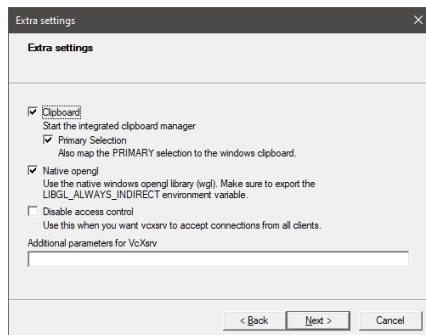 Extra settings
Extra settings
Clipboard
Start the integrated clipboard manager
Primary Selection
Also map the PRIMARY selection to the windows clipboard.
Native opengl
Use the native windows opengl library (wgl). Make sure to export the
LIBGL_ALWAYS_INDIRECT environment variable.
Disable access control
Use this when you want vcxsrv to accept connections from all clients.
Additional parameters for VcXsrv
< Back
Next >
Cancel